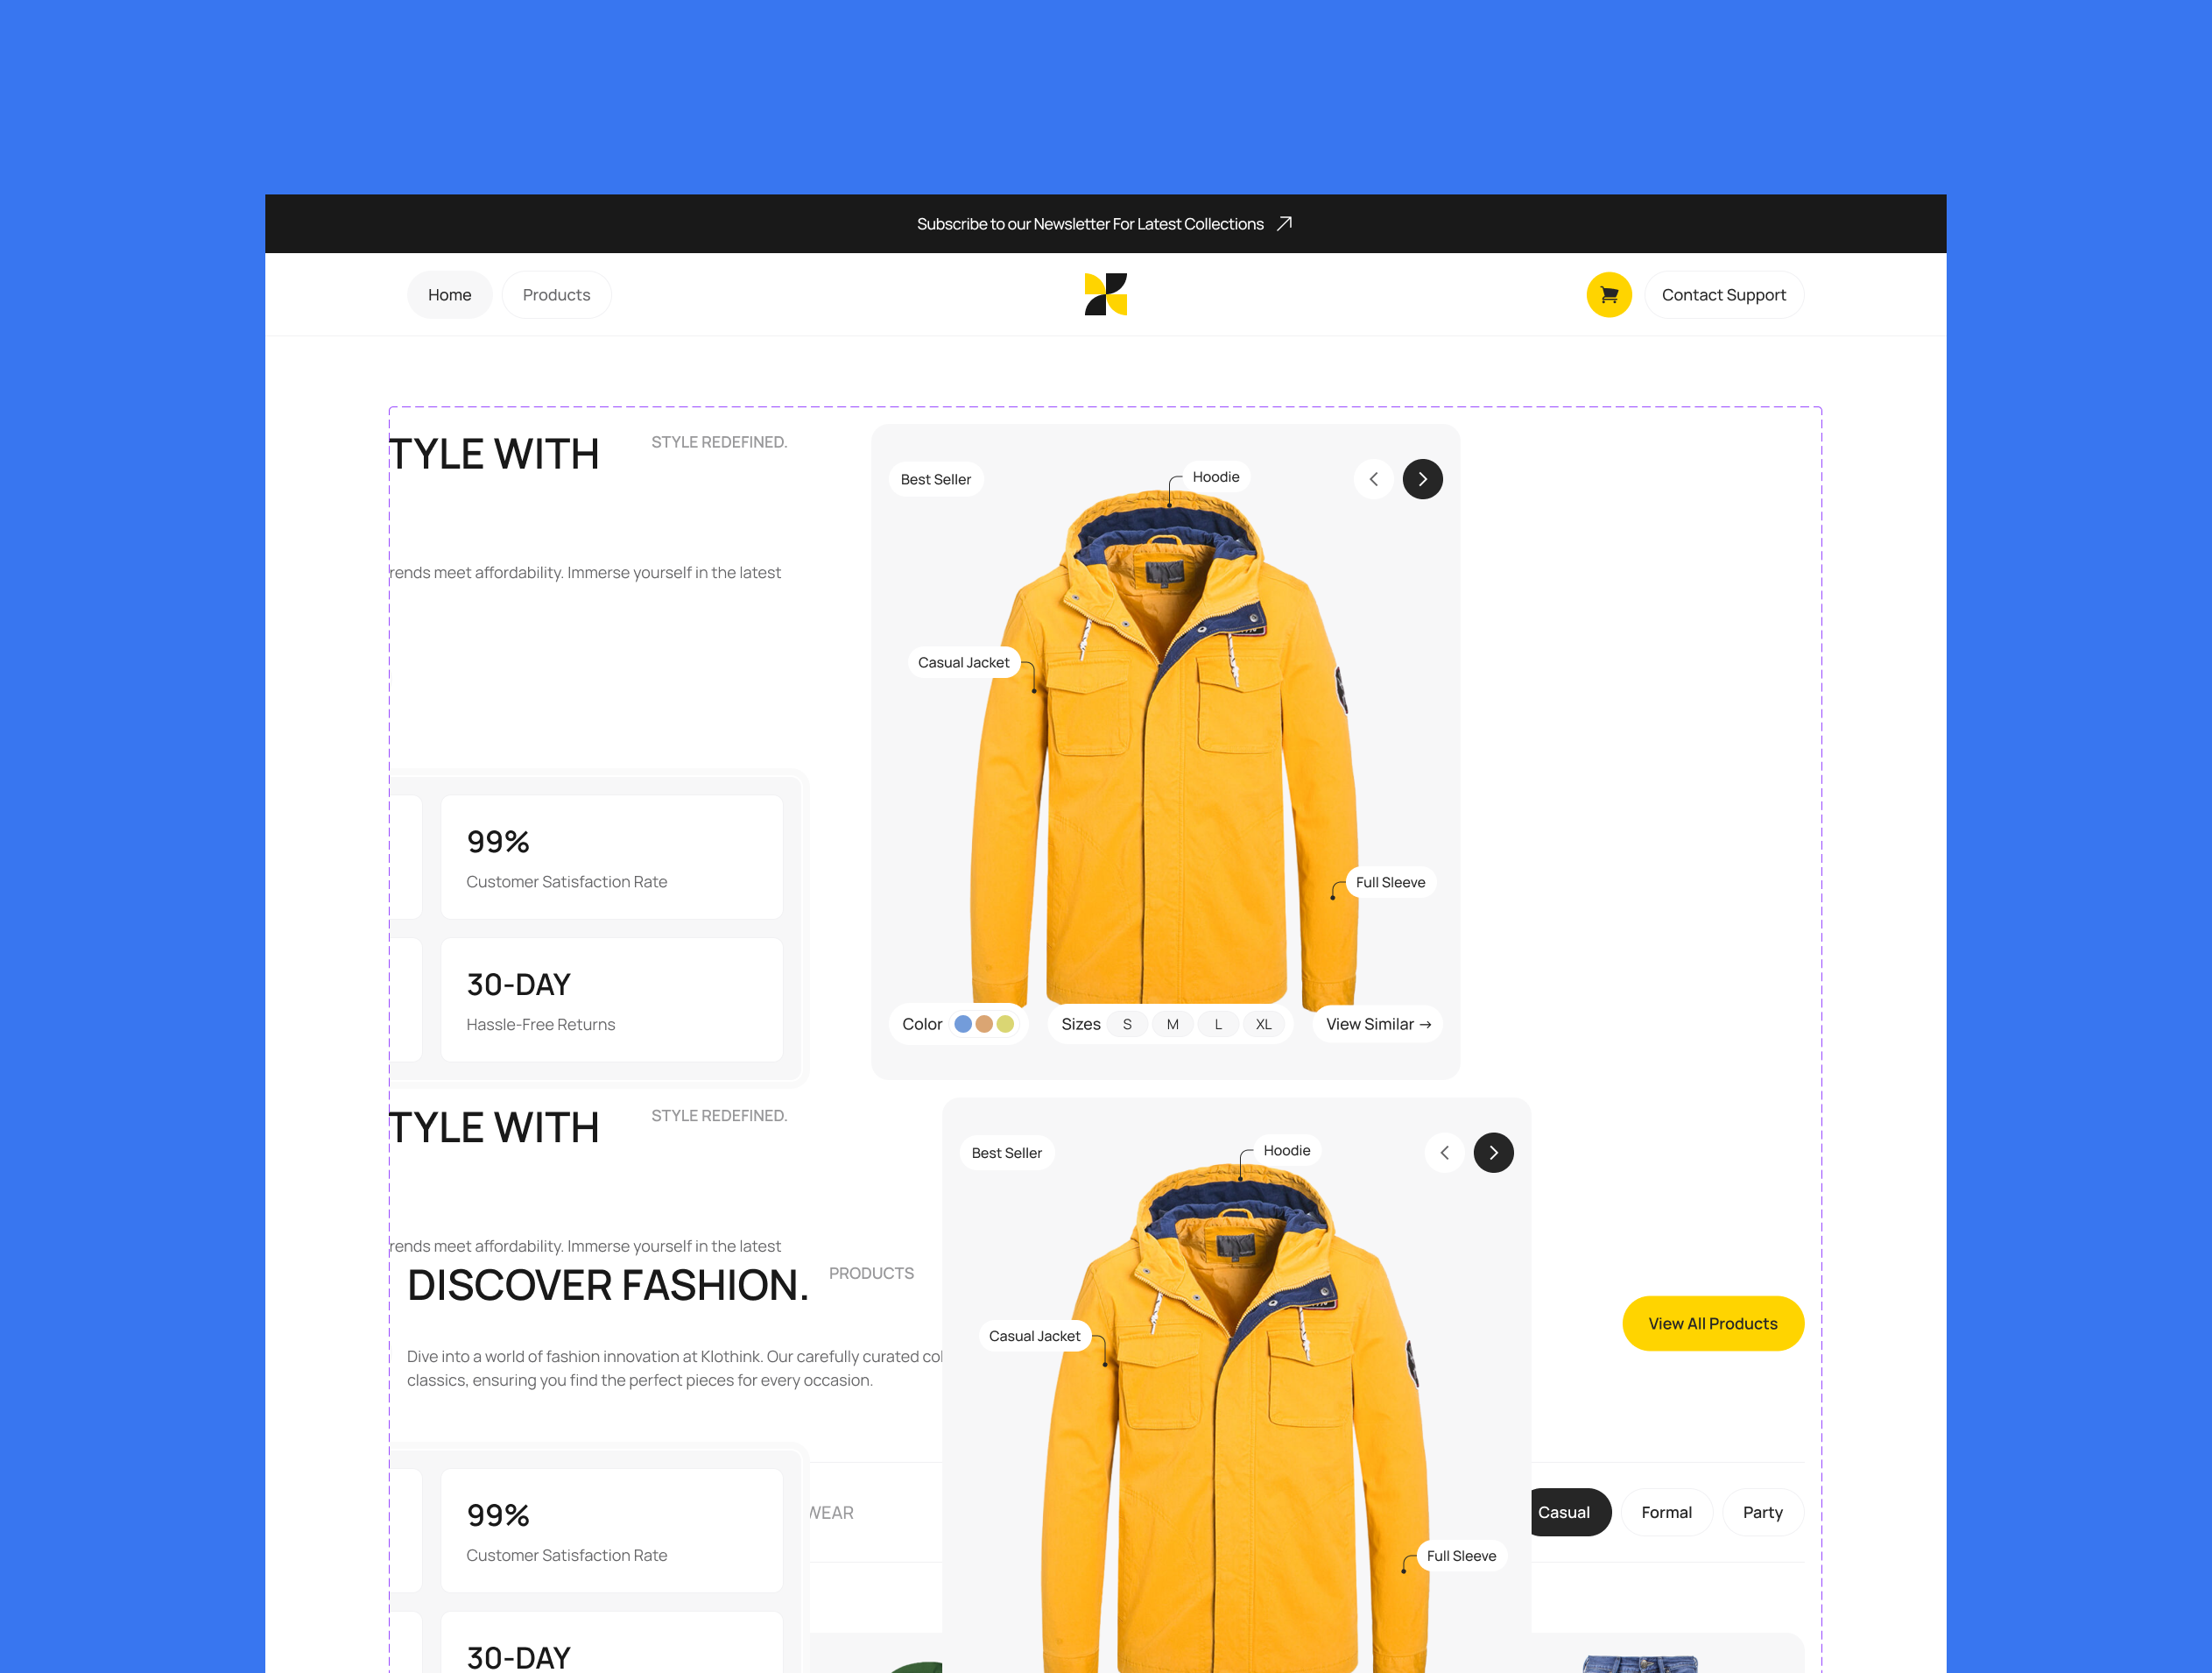 Subscribe to our Newsletter For Latest Collections
Home
Products
Contact Support
TYLE WITH
STYLE REDEFINED.
rends meet affordability. Immerse yourself in the latest
99%
Customer Satisfaction Rate
30-DAY
Hassle-Free Returns
Best Seller
Hoodie
Casual Jacket
Full Sleeve
Color
Sizes S M L XL
View Similar →
TYLE WITH
STYLE REDEFINED.
rends meet affordability. Immerse yourself in the latest
DISCOVER FASHION.
PRODUCTS
Dive into a world of fashion innovation at Klothink. Our carefully curated col
classics, ensuring you find the perfect pieces for every occasion.
View All Products
99%
Customer Satisfaction Rate
30-DAY
WEAR
Best Seller
Hoodie
Casual Jacket
Full Sleeve
Casual
Formal
Party